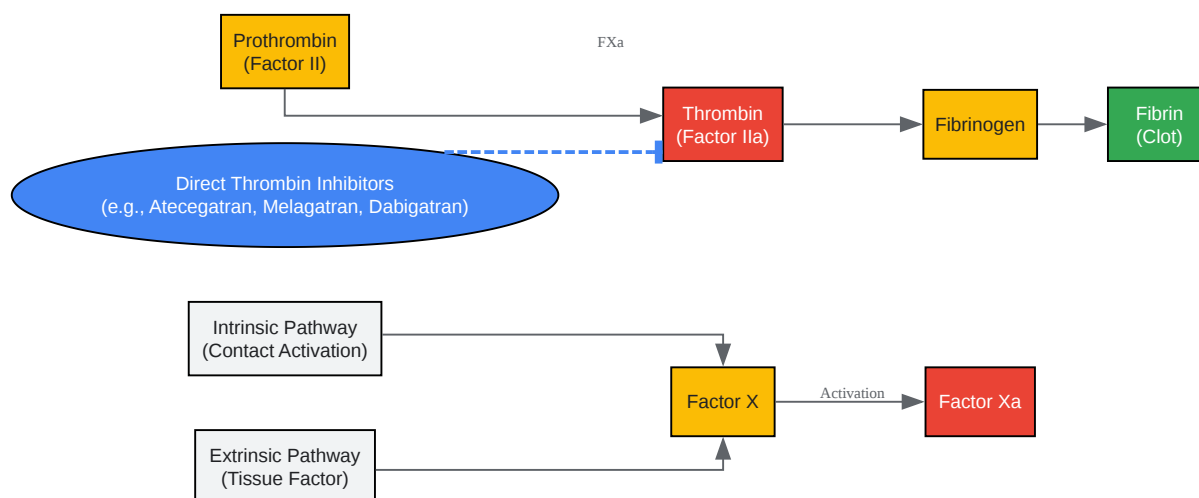 Prothrombin
(Factor II)
FXa
Thrombin
(Factor IIa)
Fibrinogen
Fibrin
(Clot)
Direct Thrombin Inhibitors
(e.g., Atecegatran, Melagatran, Dabigatran)
Intrinsic Pathway
(Contact Activation)
Factor X
Activation
Factor Xa
Extrinsic Pathway
(Tissue Factor)